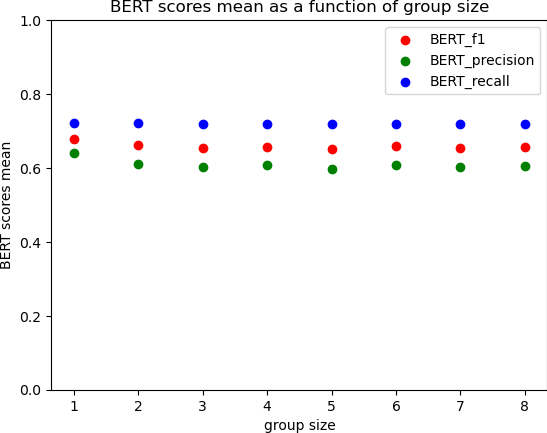 BERT scores mean as a function of group size
BERT scores mean
1.0
0.8
0.6
0.4
0.2
0.0
BERT_f1
BERT_precision
BERT_recall
1 2 3 4 5 6 7 8
group size